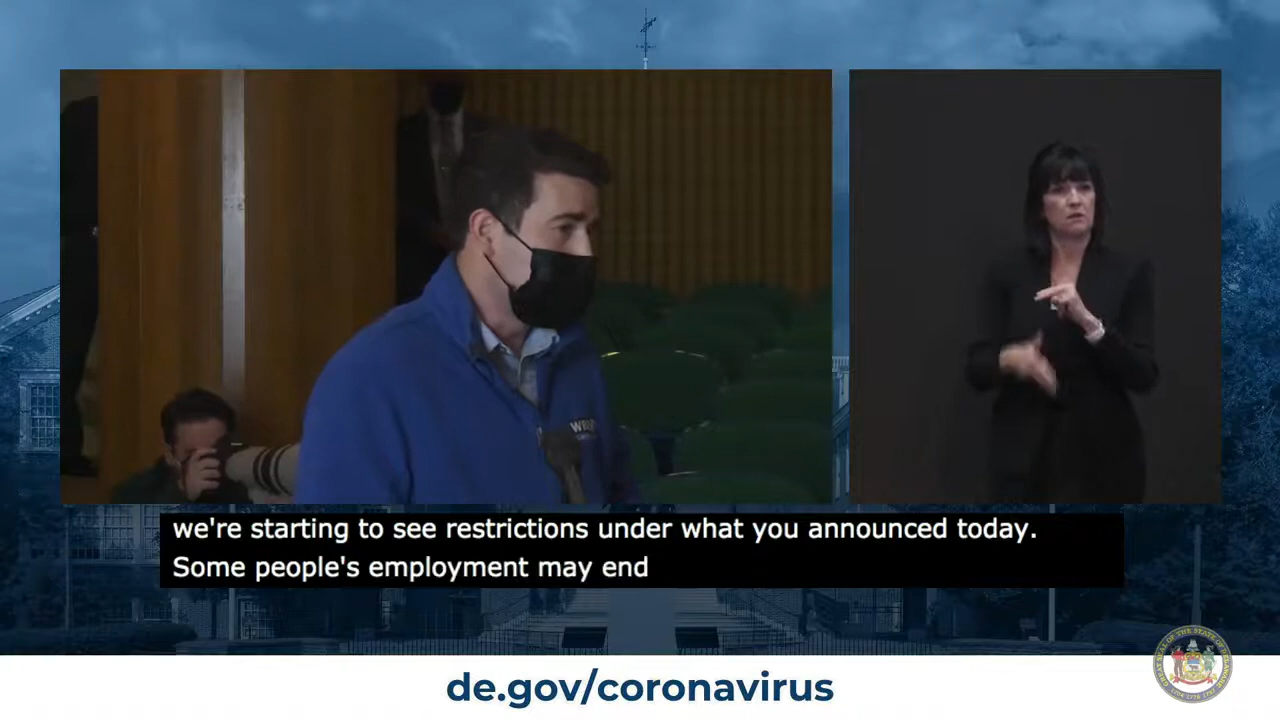 we're starting to see restrictions under what you announced today.
Some people's employment may end
de.gov/coronavirus